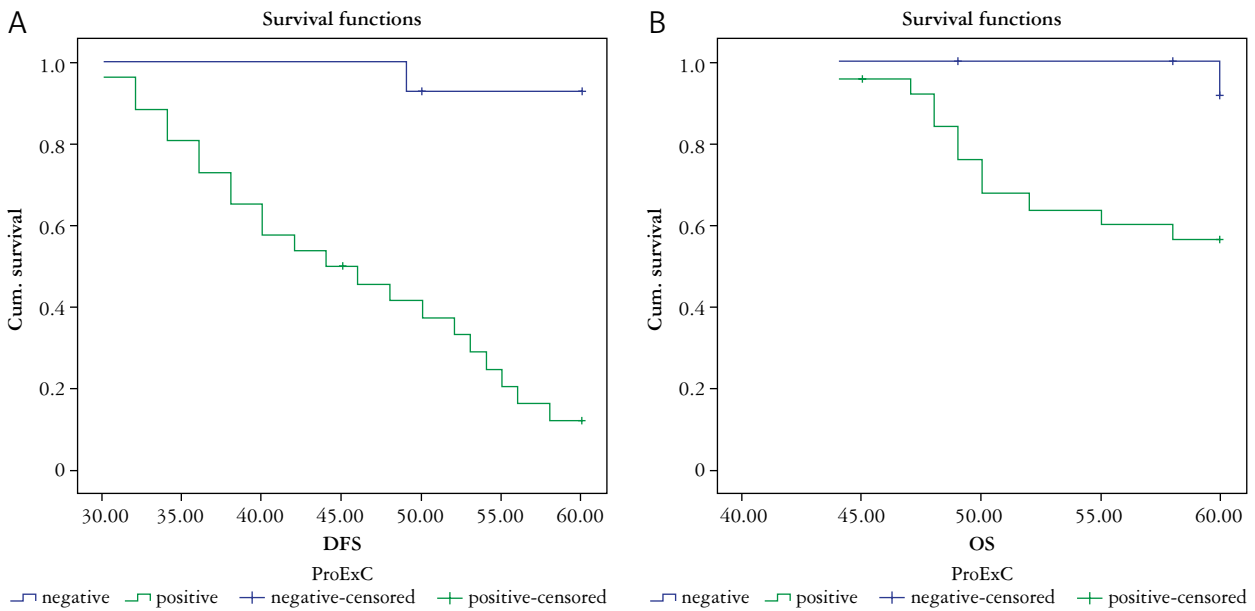 A
Survival functions
Cum. survival
1.0
0.8
0.6
0.4
0.2
0
30.00 35.00 40.00 45.00 50.00 55.00 60.00
DFS
ProExC
negative positive negative-censored positive-censored
B
Survival functions
Cum. survival
1.0
0.8
0.6
0.4
0.2
0
40.00 45.00 50.00 55.00 60.00
OS
ProExC
negative positive negative-censored positive-censored